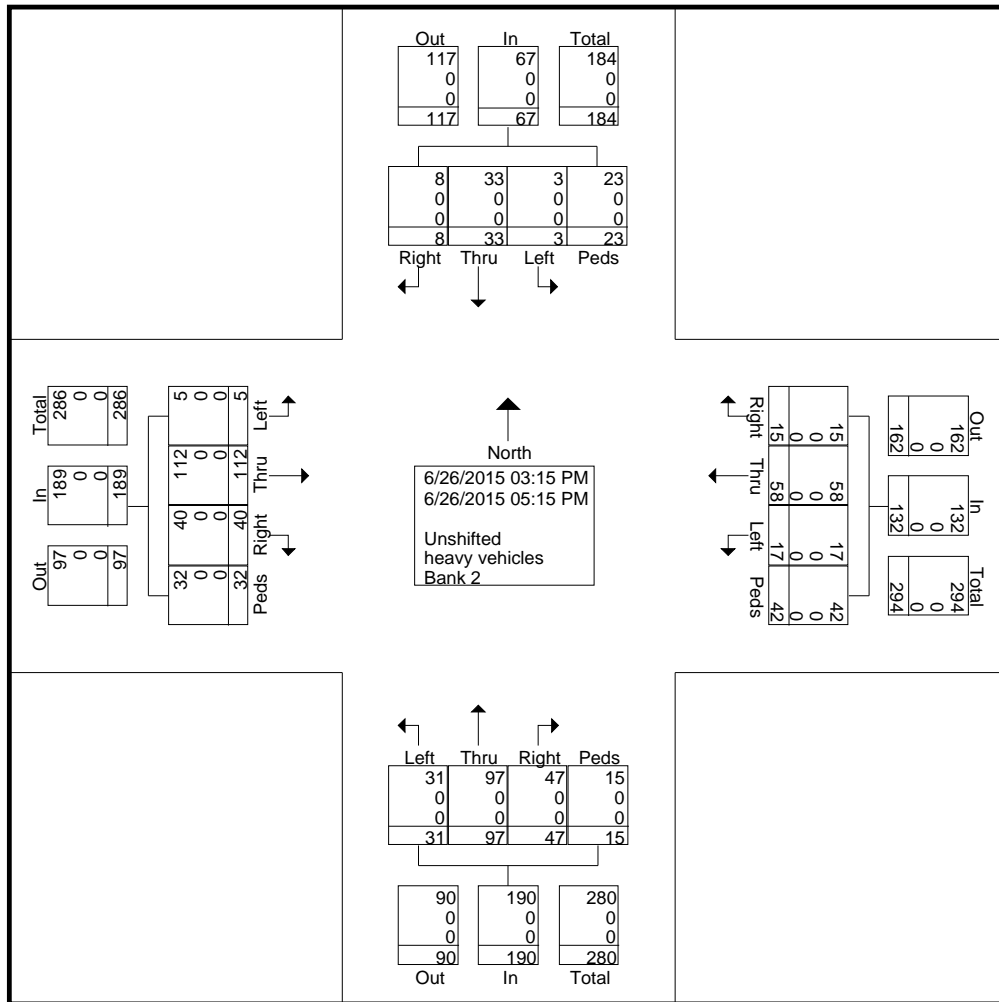 Out In Total
117 67 184
0 0 0
0 0 0
117 67 184
8 33 3 23
0 0 0 0
0 0 0 0
8 33 3 23
Right Thru Left Peds
Total
286 0 0 286
In
189 0 0 189
Out
97 0 0 97
5 0 0 5
Left
112 0 0 112
Thru
40 0 0 40
Right
32 0 0 32
Peds
North
6/26/2015 03:15 PM
6/26/2015 05:15 PM
Unshifted
heavy vehicles
Bank 2
Right
15 0 0 15
Thru
58 0 0 58
Left
17 0 0 17
Peds
42 0 0 42
Out
162 0 0 162
In
132 0 0 132
Total
294 0 0 294
Left Thru Right Peds
31 97 47 15
0 0 0 0
0 0 0 0
31 97 47 15
90 190 280
0 0 0
0 0 0
90 190 280
Out In Total